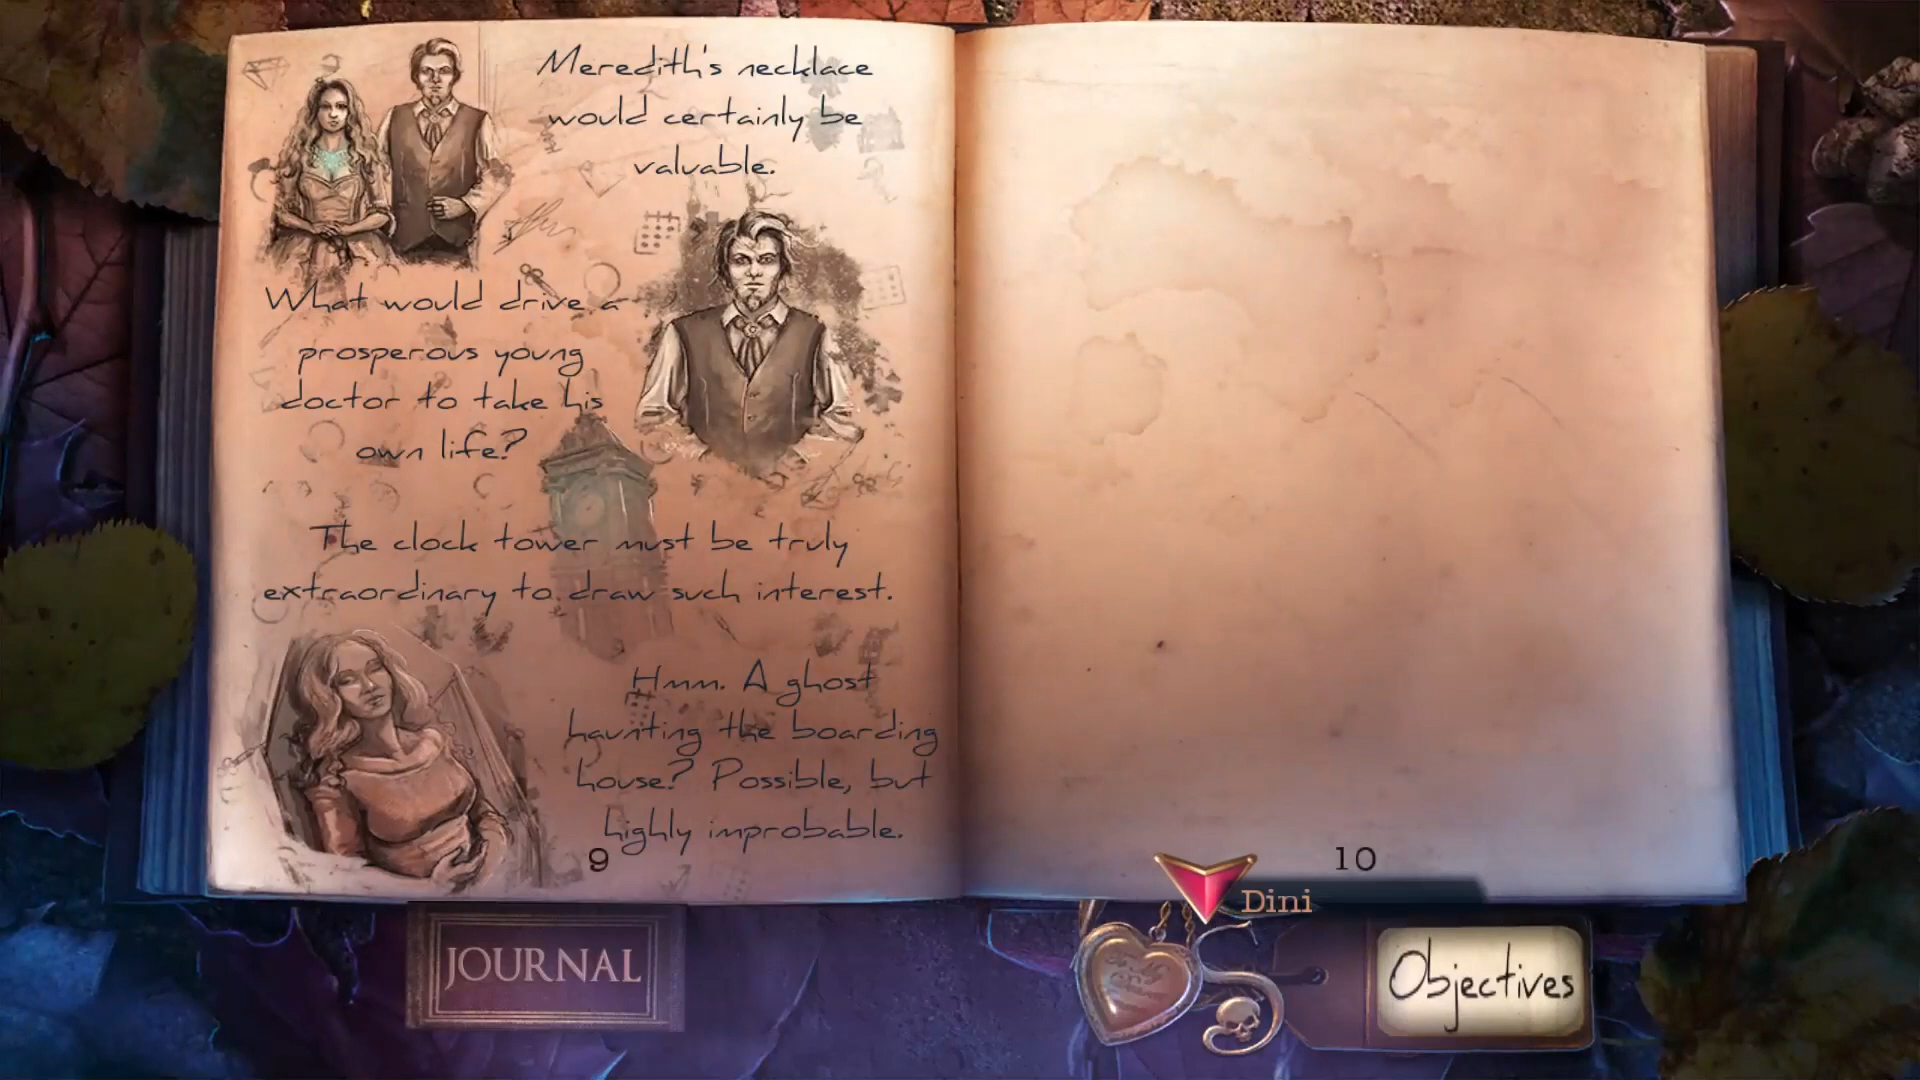 Meredith's necklace
would certainly be
valuable.
What would drive a
prosperous young
doctor to take his
own life?
The clock tower must be truly
extraordinary to draw such interest.
Hmm. A ghost
haunting the boarding
house? Possible, but
highly improbable.
9
10
Dini
JOURNAL
Objectives